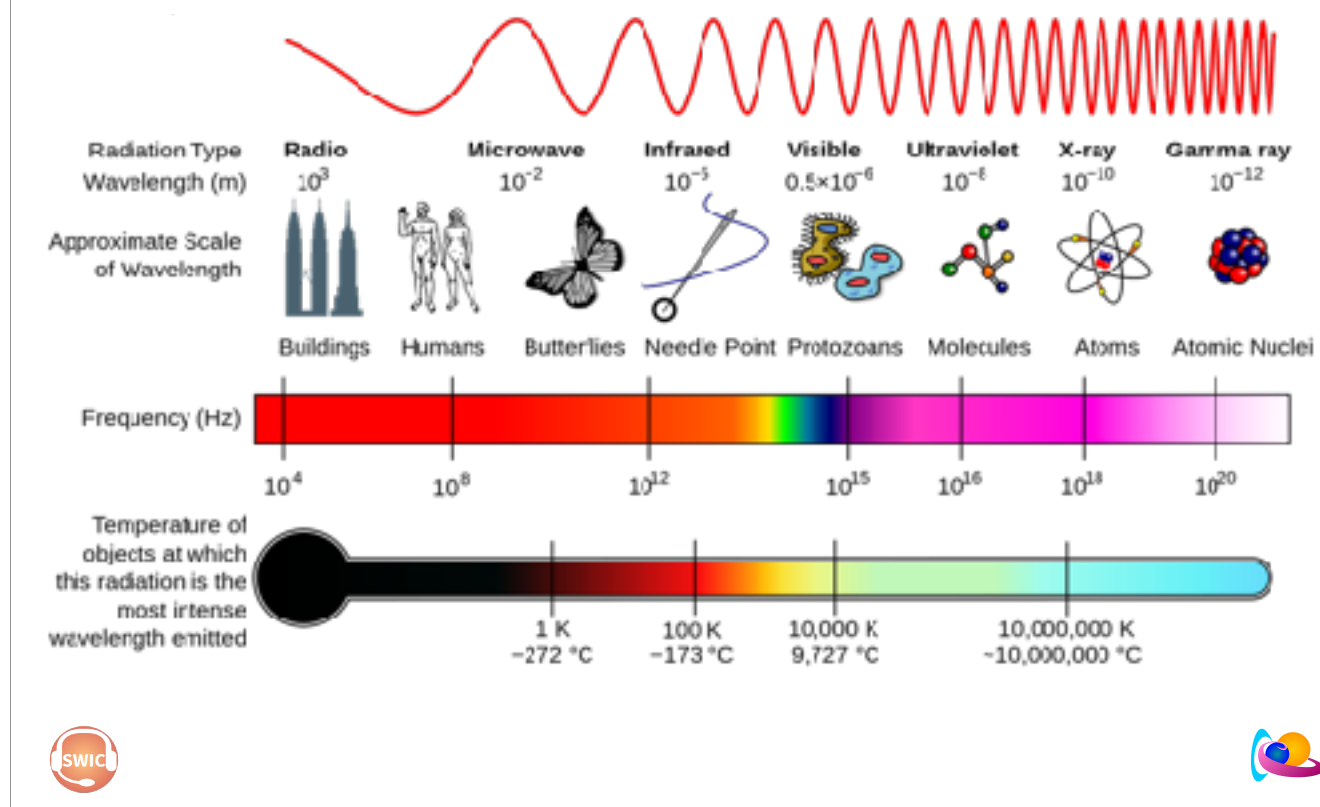 Radiation Type Radio Microwave Infrared Visible Ultraviolet X-ray Gamma ray
Wavelength (m) 10³ 10⁻² 10⁻⁵ 0.5×10⁻⁶ 10⁻⁸ 10⁻¹⁰ 10⁻¹²
Approximate Scale
of Wavelength
Buildings Humans Butterflies Needle Point Protozoans Molecules Atoms Atomic Nuclei
Frequency (Hz)
10⁴ 10⁸ 10¹² 10¹⁵ 10¹⁶ 10¹⁸ 10²⁰
Temperature of
objects at which
this radiation is the
most intense
wavelength emitted
1 K 100 K 10,000 K 10,000,000 K
−272 °C −173 °C 9,727 °C ~10,000,000 °C
SWIC